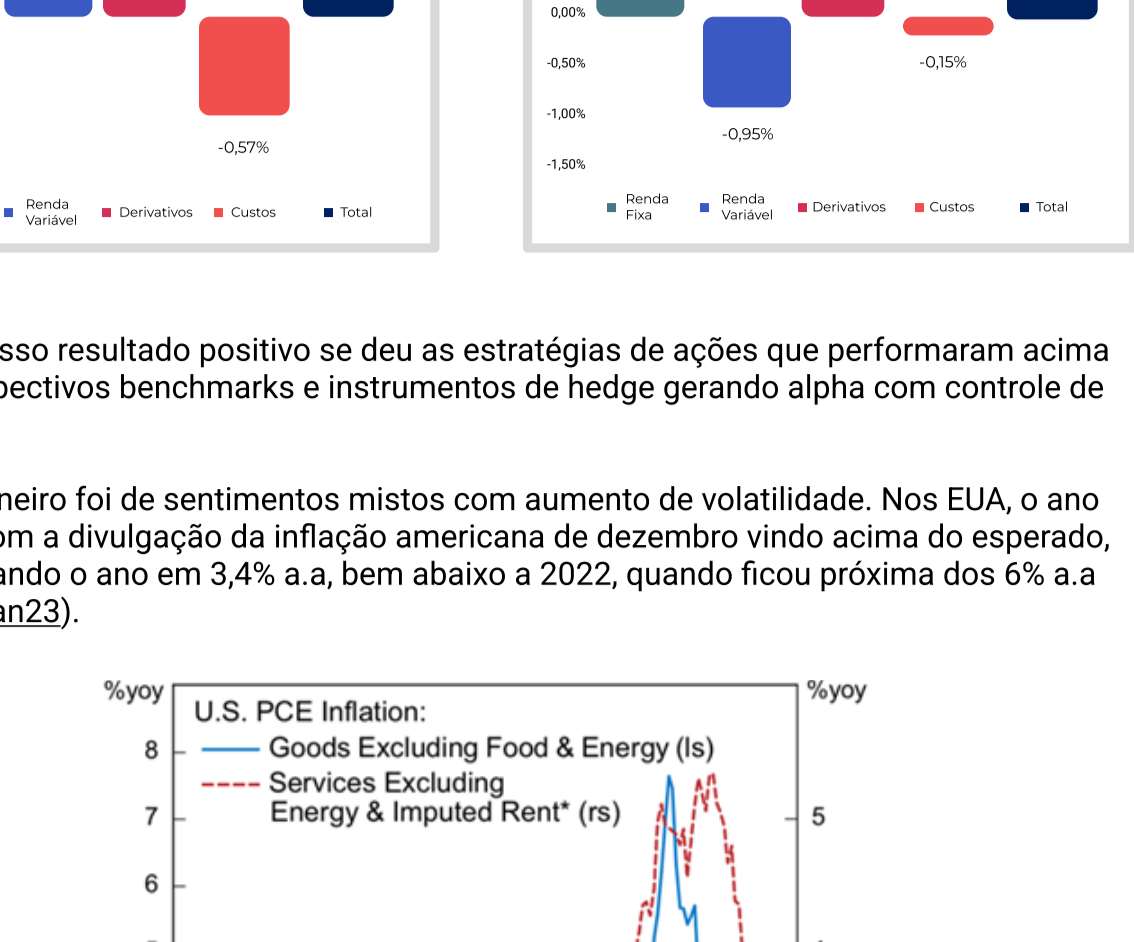 -0,57%
Renda
Variável
Derivativos
Custos
Total
0,00%
-0,50%
-1,00%
-1,50%
-0,95%
-0,15%
Renda
Fixa
Renda
Variável
Derivativos
Custos
Total
sso resultado positivo se deu as estratégias de ações que performaram acima
pectivos benchmarks e instrumentos de hedge gerando alpha com controle de
neiro foi de sentimentos mistos com aumento de volatilidade. Nos EUA, o ano
om a divulgação da inflação americana de dezembro vindo acima do esperado,
ando o ano em 3,4% a.a, bem abaixo a 2022, quando ficou próxima dos 6% a.a
an23).
%yoy
%yoy
U.S. PCE Inflation:
Goods Excluding Food & Energy (ls)
Services Excluding
Energy & Imputed Rent* (rs)
8
7
6
5